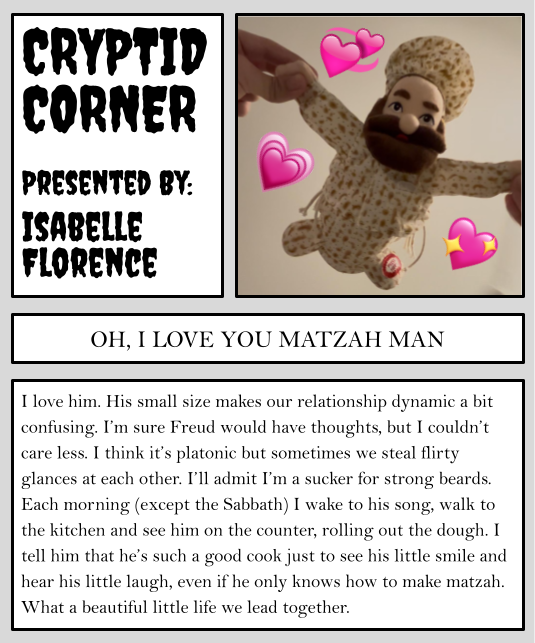 CRYPTID
CORNER
PRESENTED BY:
ISABELLE
FLORENCE
OH, I LOVE YOU MATZAH MAN
I love him. His small size makes our relationship dynamic a bit
confusing. I'm sure Freud would have thoughts, but I couldn't
care less. I think it's platonic but sometimes we steal flirty
glances at each other. I'll admit I'm a sucker for strong beards.
Each morning (except the Sabbath) I wake to his song, walk to
the kitchen and see him on the counter, rolling out the dough. I
tell him that he's such a good cook just to see his little smile and
hear his little laugh, even if he only knows how to make matzah.
What a beautiful little life we lead together.